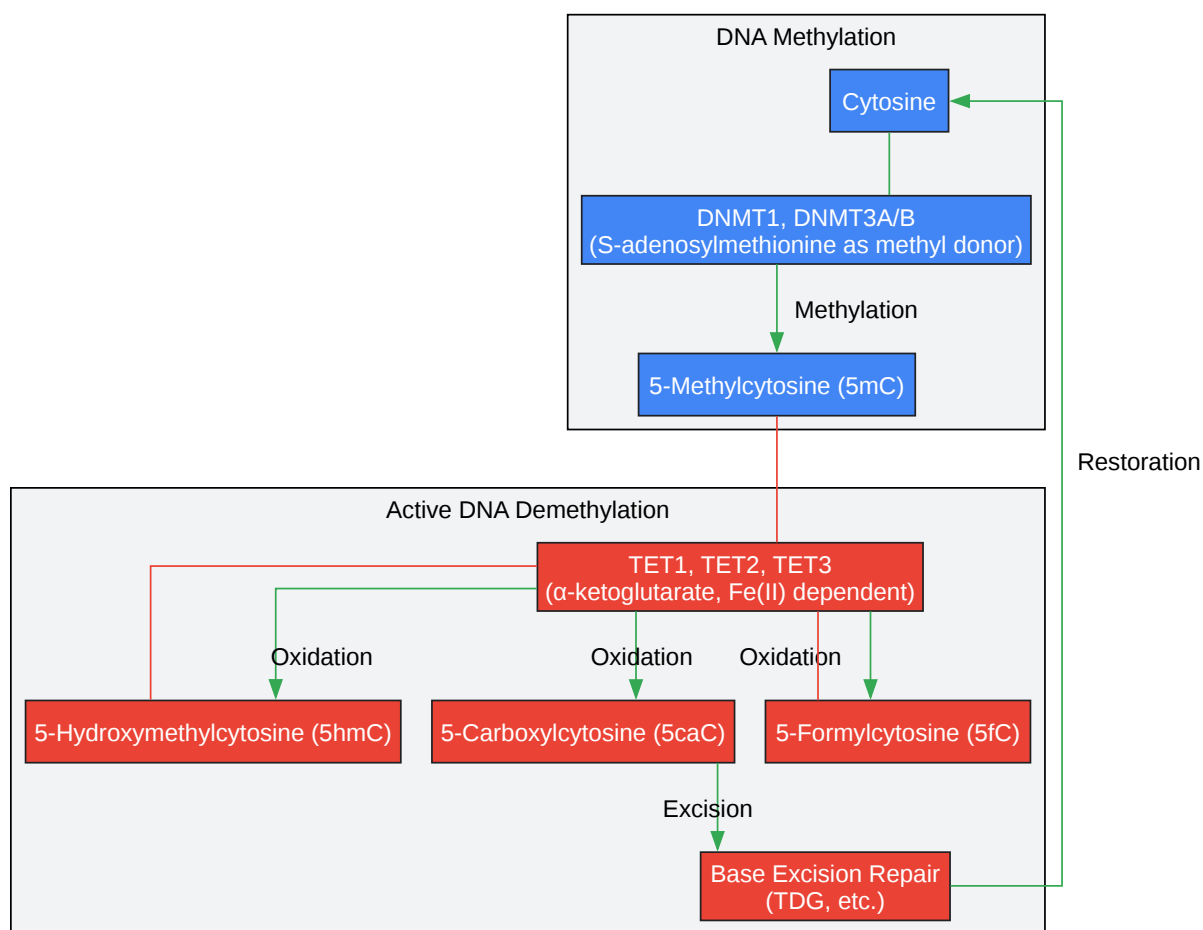 DNA Methylation
Cytosine
DNMT1, DNMT3A/B
(S-adenosylmethionine as methyl donor)
Methylation
5-Methylcytosine (5mC)
Restoration
Active DNA Demethylation
TET1, TET2, TET3
(α-ketoglutarate, Fe(II) dependent)
Oxidation
Oxidation
Oxidation
5-Hydroxymethylcytosine (5hmC)
5-Carboxylcytosine (5caC)
5-Formylcytosine (5fC)
Excision
Base Excision Repair
(TDG, etc.)